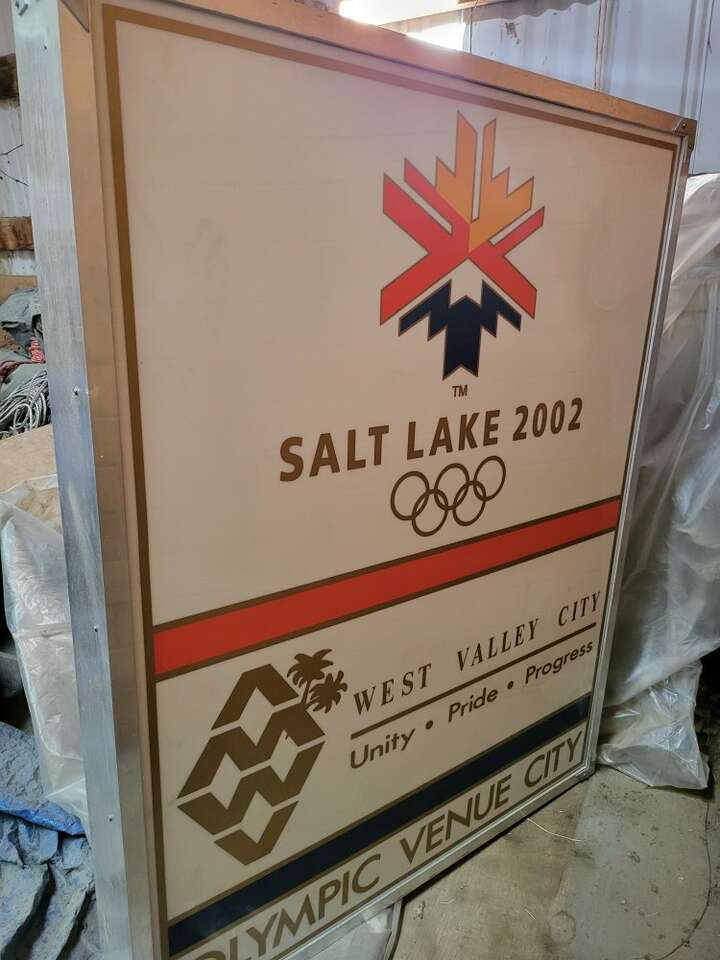 TM
SALT LAKE 2002
WEST VALLEY CITY
Unity • Pride • Progress
OLYMPIC VENUE CITY